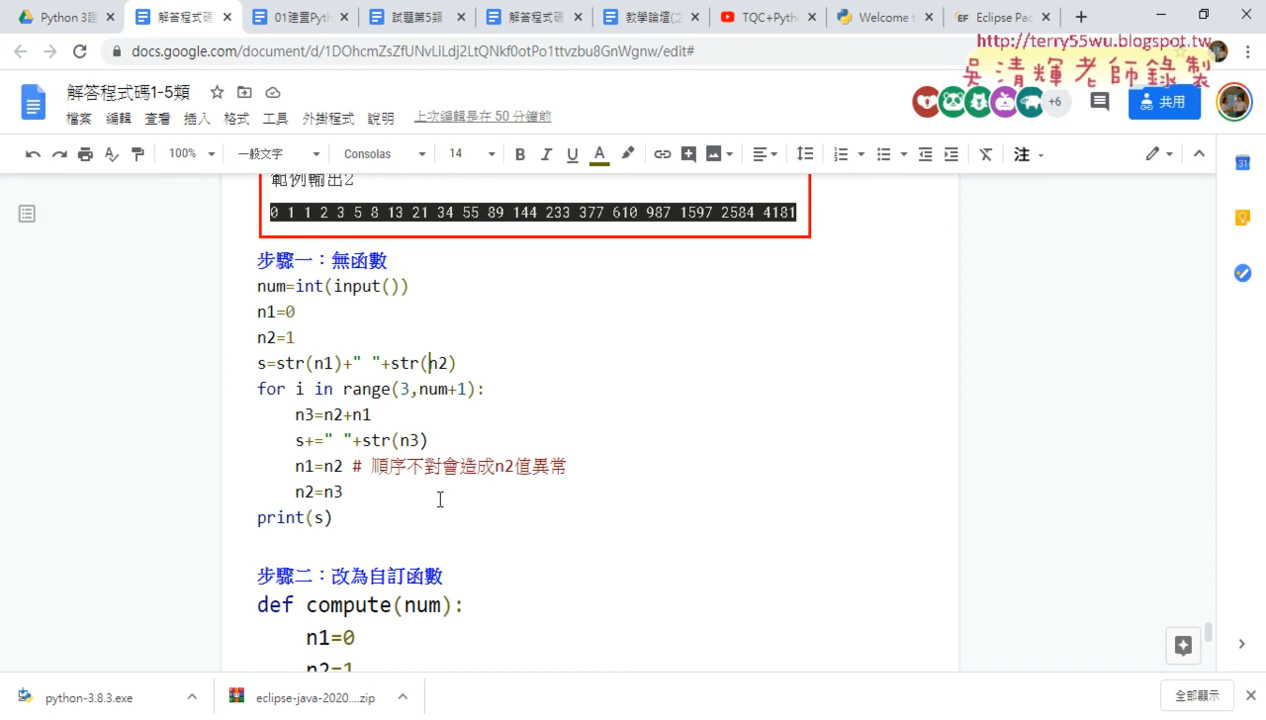 Python 3建
解答程式碼
01建置Pyth
試題第5類
解答程式碼
教學論壇(之
TQC+Pyth
Welcome t
Eclipse Pac
docs.google.com/document/d/1DOhcmZsZfUNvLiLdj2LtQNkf0otPo1ttvzbu8GnWgnw/edit#
http://terry55wu.blogspot.tw
吳清輝老師錄製
解答程式碼1-5類
檔案 編輯 查看 插入 格式 工具 外掛程式 說明 上次編輯是在 50 分鐘前
+6
共用
100% 一般文字 Consolas 14 B I U A 注
31
範例輸出2
0 1 1 2 3 5 8 13 21 34 55 89 144 233 377 610 987 1597 2584 4181
步驟一：無函數
num=int(input())
n1=0
n2=1
s=str(n1)+" "+str(n2)
for i in range(3,num+1):
n3=n2+n1
s+=" "+str(n3)
n1=n2 # 順序不對會造成n2值異常
n2=n3
print(s)
步驟二：改為自訂函數
def compute(num):
n1=0
n2=1
python-3.8.3.exe
eclipse-java-2020....zip
全部顯示